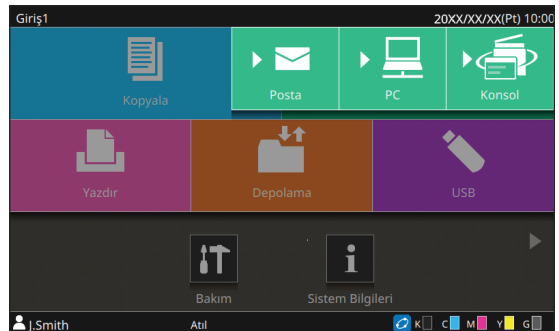 Giriş1 20XX/XX/XX(Pt) 10:00
Kopyala Posta PC Konsol
Yazdır Depolama USB
Bakım Sistem Bilgileri
J.Smith Atıl K C M Y G